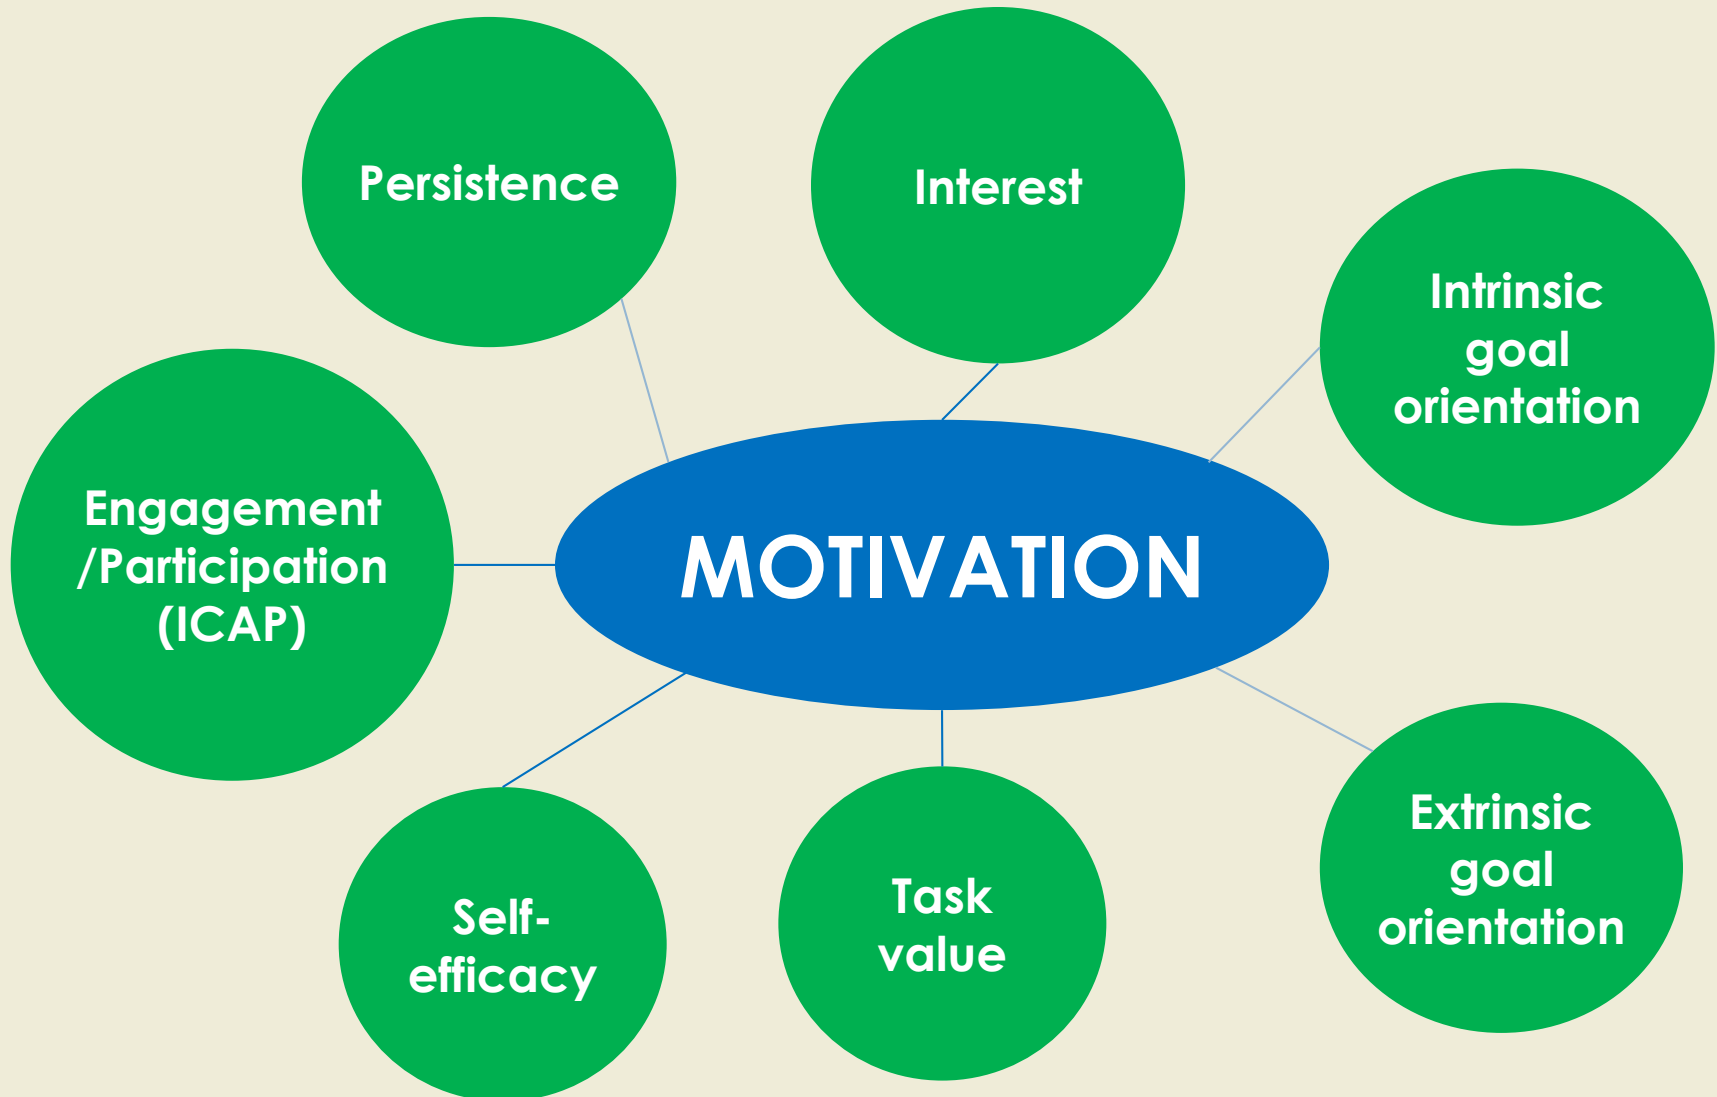 Persistence
Interest
Intrinsic
goal
orientation
Engagement
/Participation
(ICAP)
MOTIVATION
Extrinsic
goal
orientation
Self-
efficacy
Task
value